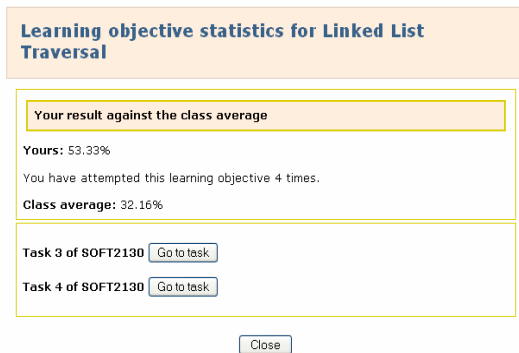 Learning objective statistics for Linked List
Traversal
Your result against the class average
Yours: 53.33%
You have attempted this learning objective 4 times.
Class average: 32.16%
Task 3 of SOFT2130 Go to task
Task 4 of SOFT2130 Go to task
Close